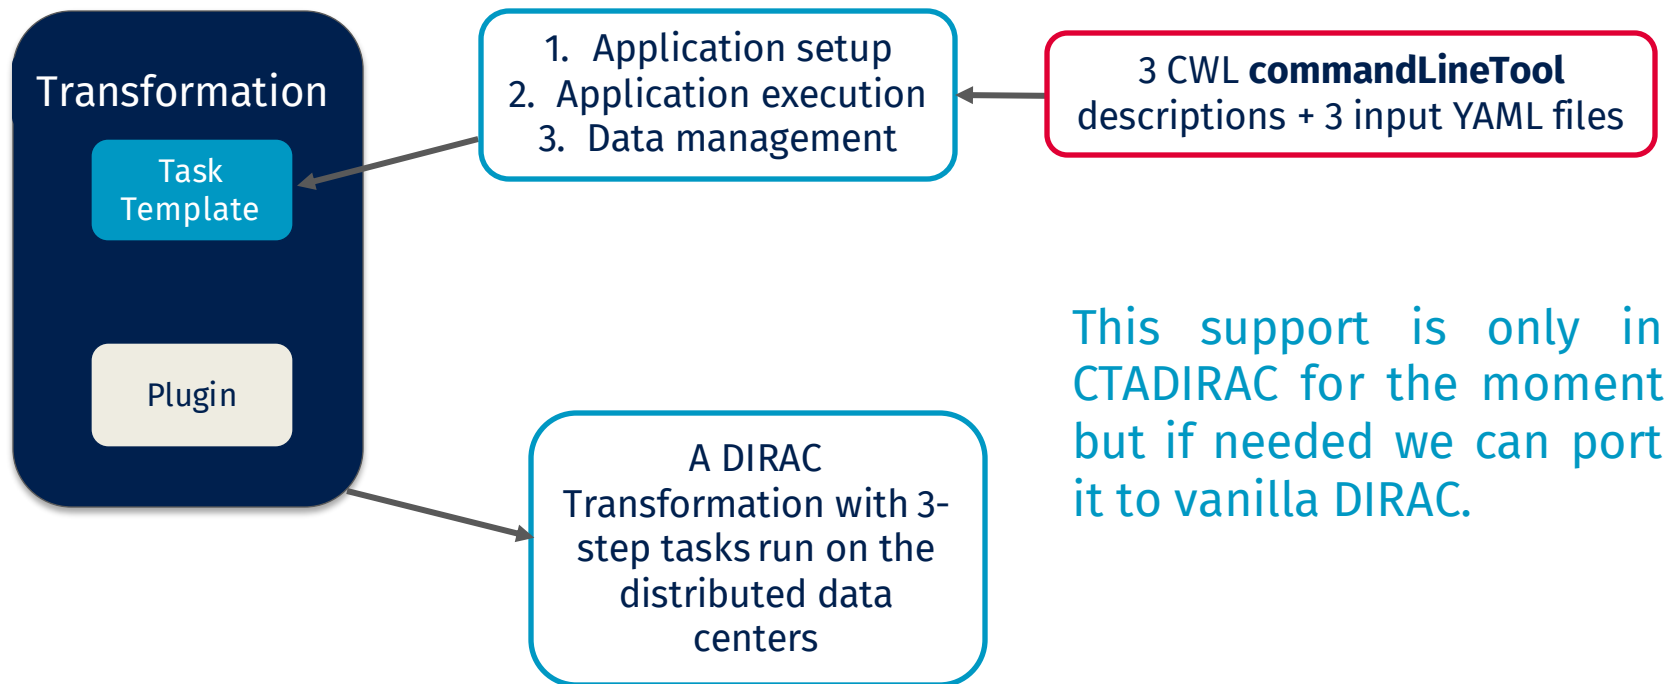 Transformation
Task
Template
Plugin
1. Application setup
2. Application execution
3. Data management
3 CWL commandLineTool
descriptions + 3 input YAML files
A DIRAC
Transformation with 3-
step tasks run on the
distributed data
centers
This support is only in
CTADIRAC for the moment
but if needed we can port
it to vanilla DIRAC.